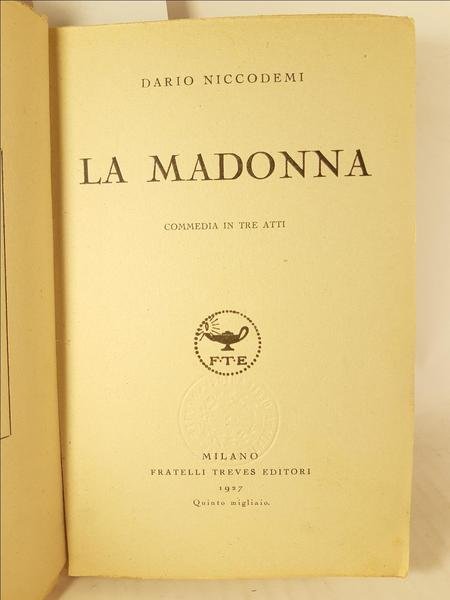 DARIO NICCODEMI
LA MADONNA
COMMEDIA IN TRE ATTI
F·T·E
MILANO
FRATELLI TREVES EDITORI
1927
Quinto migliaio.